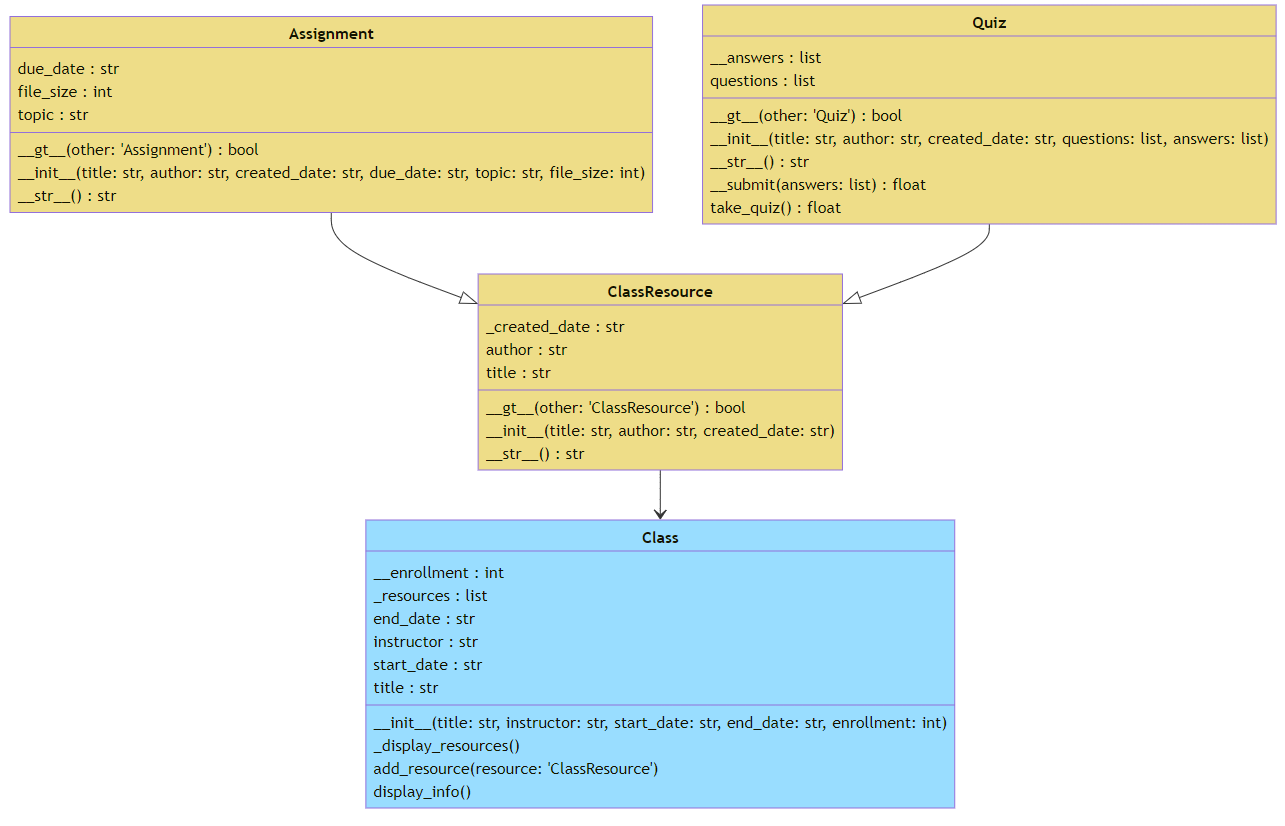 Assignment
due_date : str
file_size : int
topic : str
__gt__(other: 'Assignment') : bool
__init__(title: str, author: str, created_date: str, due_date: str, topic: str, file_size: int)
__str__() : str
Quiz
__answers : list
questions : list
__gt__(other: 'Quiz') : bool
__init__(title: str, author: str, created_date: str, questions: list, answers: list)
__str__() : str
__submit(answers: list) : float
take_quiz() : float
ClassResource
_created_date : str
author : str
title : str
__gt__(other: 'ClassResource') : bool
__init__(title: str, author: str, created_date: str)
__str__() : str
Class
__enrollment : int
_resources : list
end_date : str
instructor : str
start_date : str
title : str
__init__(title: str, instructor: str, start_date: str, end_date: str, enrollment: int)
_display_resources()
add_resource(resource: 'ClassResource')
display_info()